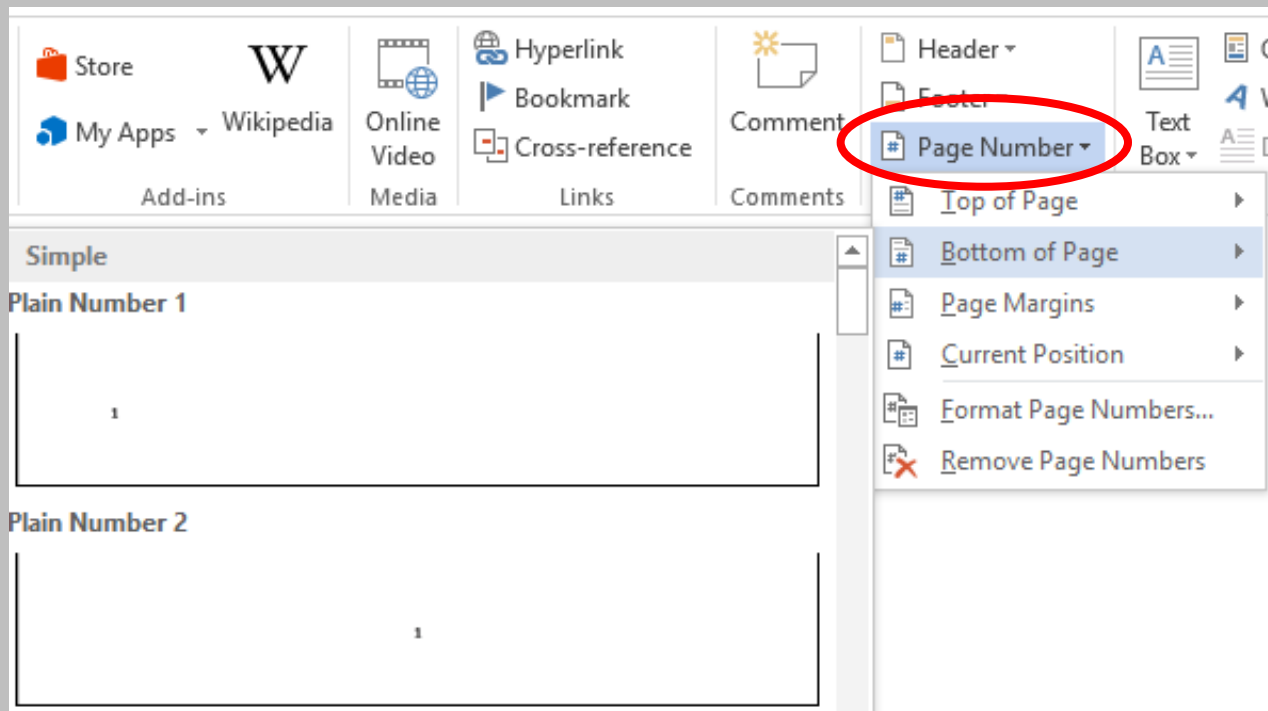 Store
My Apps
Wikipedia
Add-ins
Online
Video
Media
Hyperlink
Bookmark
Cross-reference
Links
Comment
Comments
Header
Footer
Page Number
A
Text
Box
A
Top of Page
Bottom of Page
Page Margins
Current Position
Format Page Numbers...
Remove Page Numbers
Simple
Plain Number 1
1
Plain Number 2
1